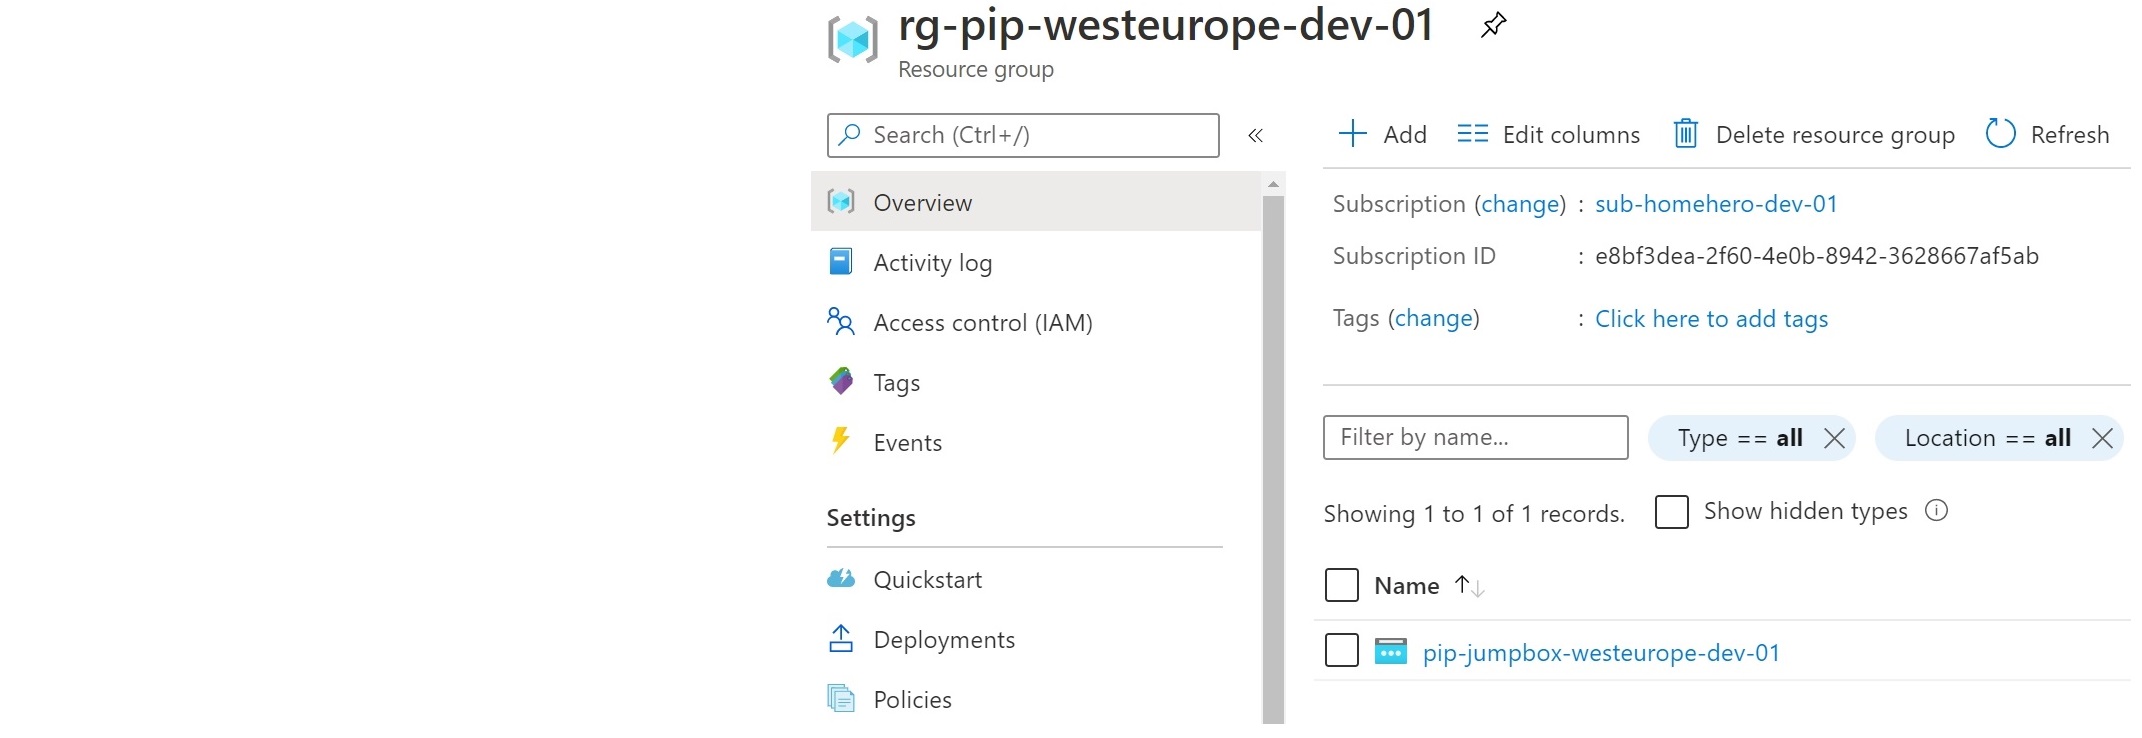 rg-pip-westeurope-dev-01
Resource group
Search (Ctrl+/)
«
Overview
Activity log
Access control (IAM)
Tags
Events
Settings
Quickstart
Deployments
Policies
Add
Edit columns
Delete resource group
Refresh
Subscription (change) : sub-homehero-dev-01
Subscription ID : e8bf3dea-2f60-4e0b-8942-3628667af5ab
Tags (change) : Click here to add tags
Filter by name...
Type == all
Location == all
Showing 1 to 1 of 1 records.
Show hidden types
Name ↑↓
pip-jumpbox-westeurope-dev-01